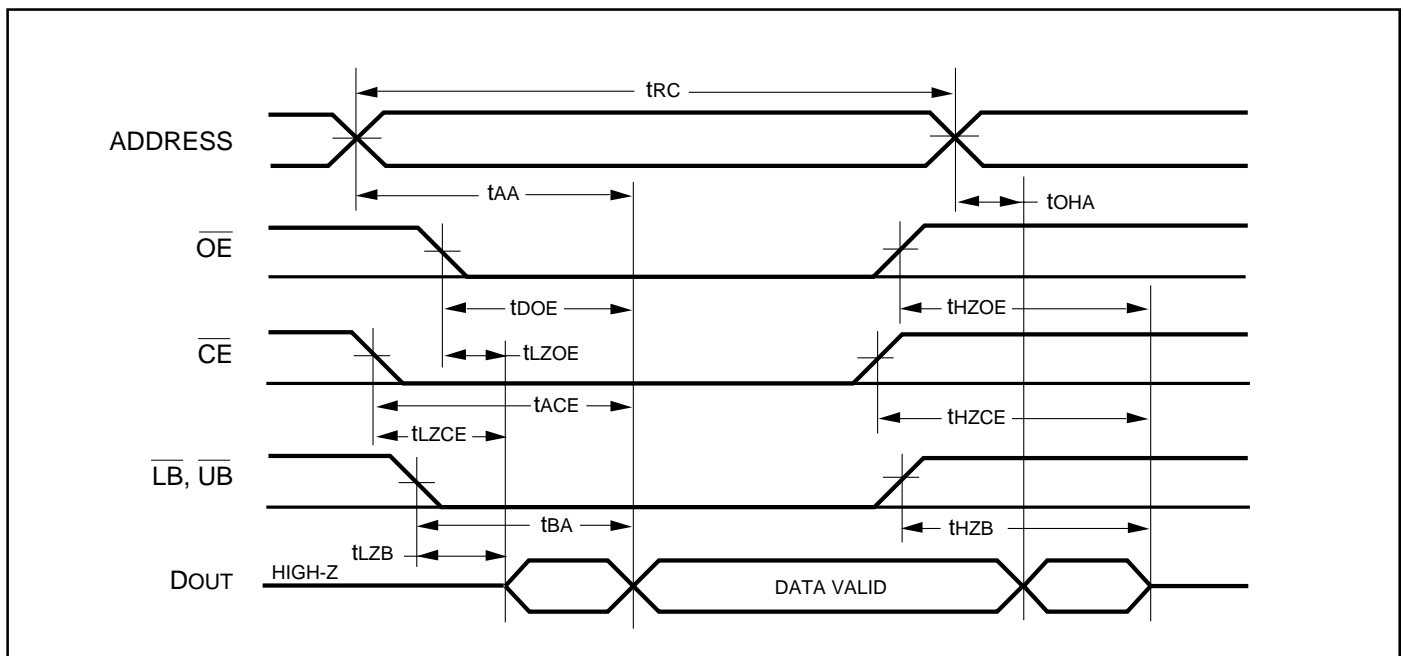 tRC
ADDRESS
tAA
tOHA
OE
tDOE
tHZOE
CE
tLZOE
tACE
tHZCE
tLZCE
LB, UB
tBA
tHZB
tLZB
DOUT
HIGH-Z
DATA VALID